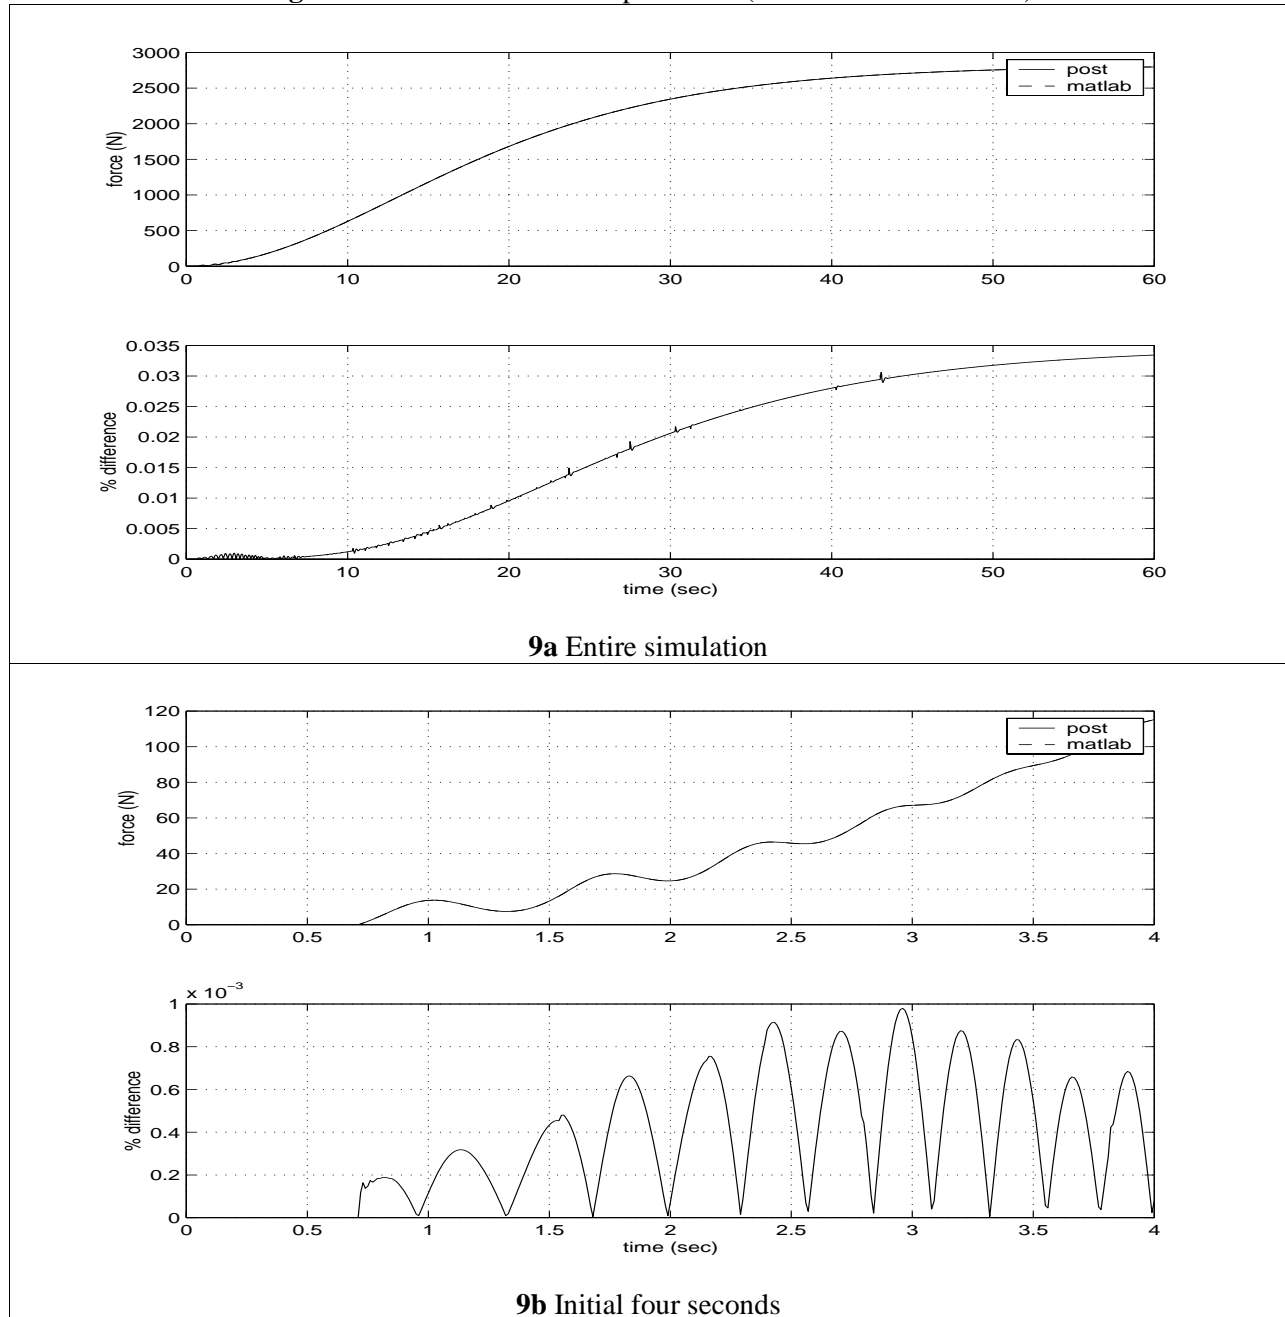 3000
2500
2000
1500
1000
500
0
force (N)
post
matlab
0 10 20 30 40 50 60
0.035
0.03
0.025
0.02
0.015
0.01
0.005
0
% difference
0 10 20 30 40 50 60
time (sec)
9a Entire simulation
120
100
80
60
40
20
0
force (N)
post
matlab
0 0.5 1 1.5 2 2.5 3 3.5 4
x 10⁻³
1
0.8
0.6
0.4
0.2
0
% difference
0 0.5 1 1.5 2 2.5 3 3.5 4
time (sec)
9b Initial four seconds